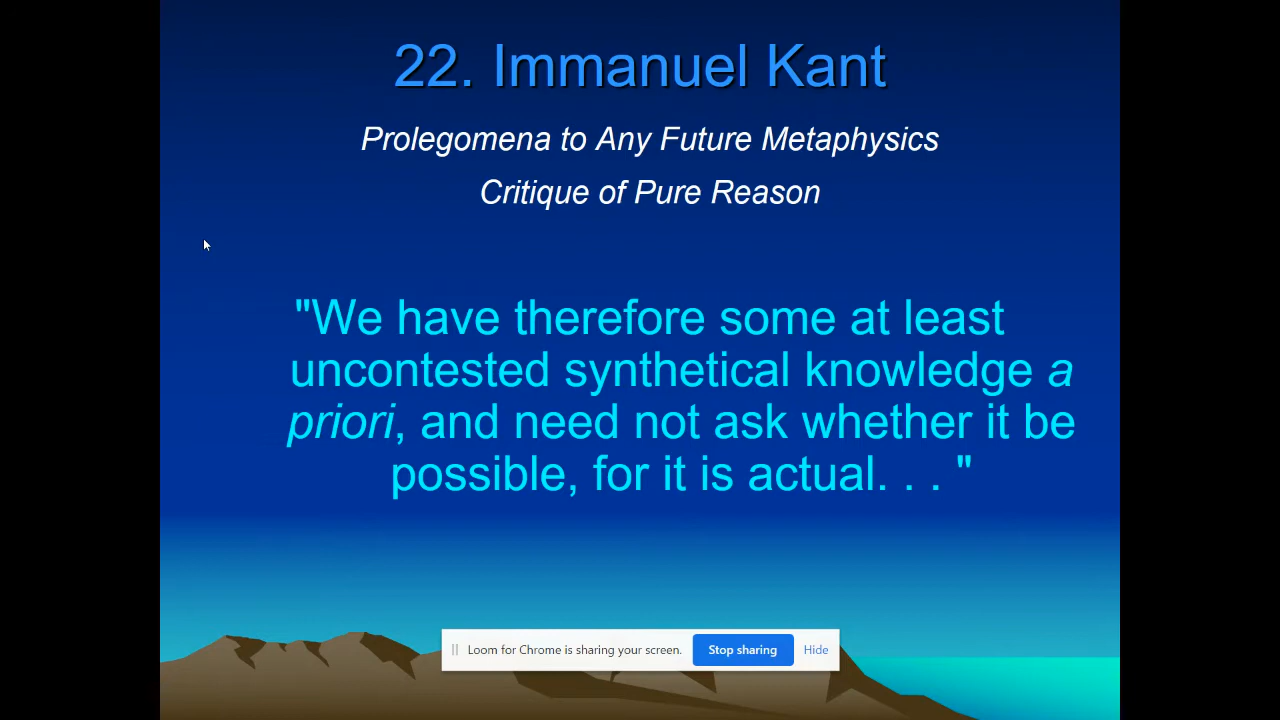 22. Immanuel Kant
Prolegomena to Any Future Metaphysics
Critique of Pure Reason
"We have therefore some at least
uncontested synthetical knowledge a
priori, and need not ask whether it be
possible, for it is actual. . . "
Loom for Chrome is sharing your screen. Stop sharing Hide